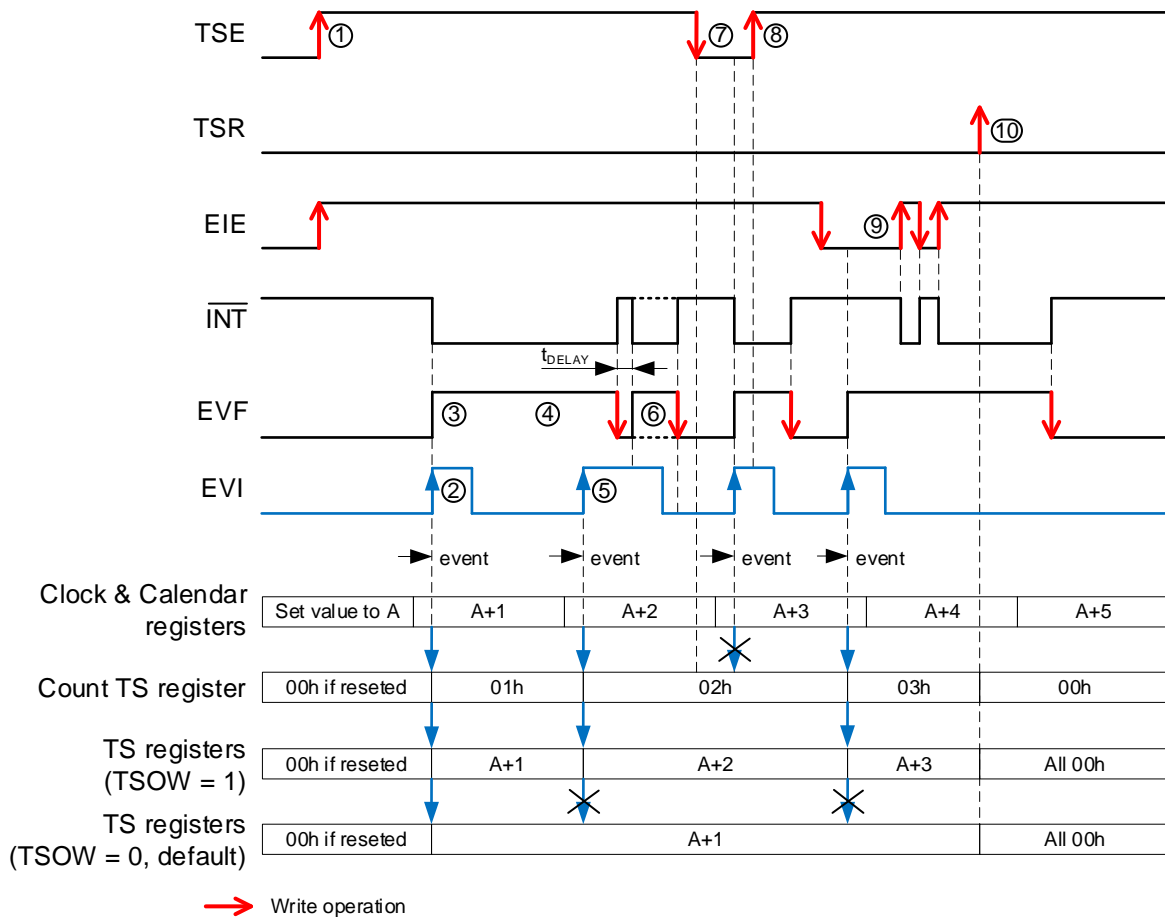 TSE
① ⑦ ⑧
TSR
⑩
EIE
⑨
INT
tDELAY
EVF
③ ④ ⑥
EVI
② ⑤
event event event event
Clock & Calendar
registers
Set value to A A+1 A+2 A+3 A+4 A+5
Count TS register
00h if reseted 01h 02h 03h 00h
TS registers
(TSOW = 1)
00h if reseted A+1 A+2 A+3 All 00h
TS registers
(TSOW = 0, default)
00h if reseted A+1 All 00h
Write operation